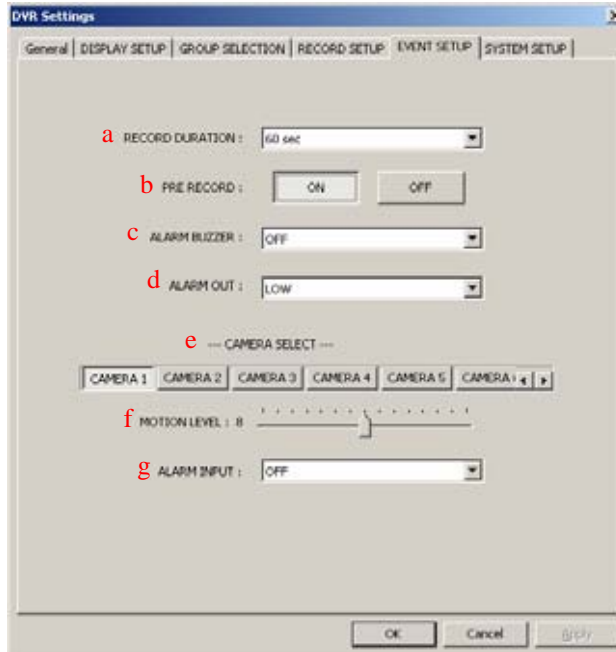 DVR Settings
General DISPLAY SETUP GROUP SELECTION RECORD SETUP EVENT SETUP SYSTEM SETUP
a RECORD DURATION : 60 sec
b PRE RECORD : ON OFF
c ALARM BUZZER : OFF
d ALARM OUT : LOW
e --- CAMERA SELECT ---
CAMERA 1 CAMERA 2 CAMERA 3 CAMERA 4 CAMERA 5 CAMERA
f MOTION LEVEL : 8
g ALARM INPUT : OFF
OK Cancel Apply